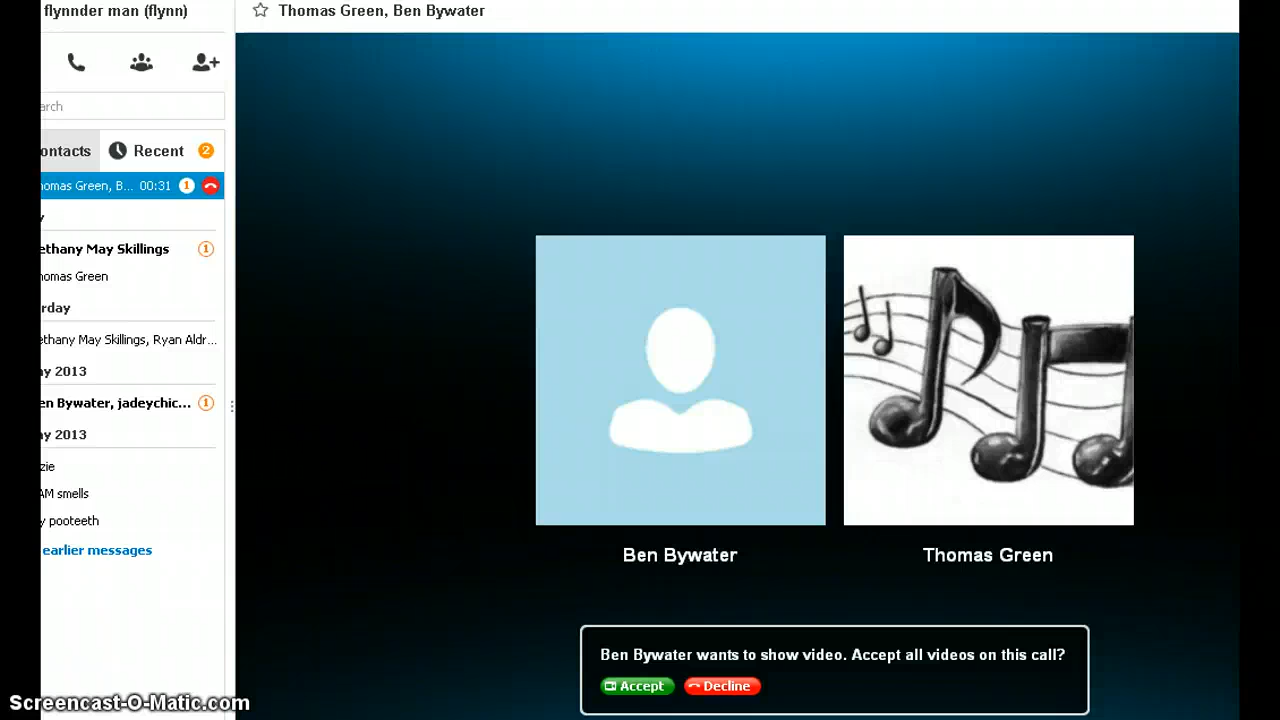 flynnder man (flynn)
Thomas Green, Ben Bywater
arch
ontacts
Recent 2
homas Green, B... 00:31 1
y
ethany May Skillings 1
homas Green
rday
ethany May Skillings, Ryan Aldr...
ay 2013
en Bywater, jadeychic... 1
ay 2013
zie
AM smells
y pooteeth
earlier messages
Ben Bywater
Thomas Green
Ben Bywater wants to show video. Accept all videos on this call?
Accept Decline
Screencast-O-Matic.com